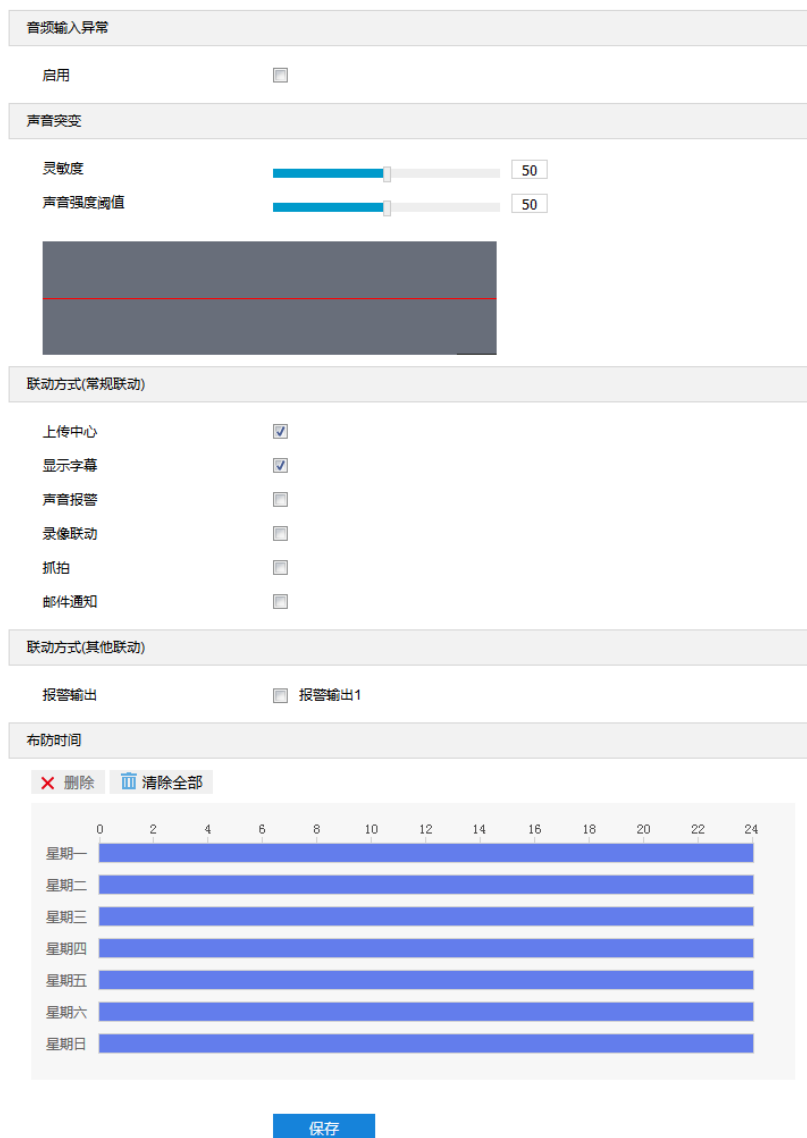 音频输入异常
启用
声音突变
灵敏度 50
声音强度阈值 50
联动方式(常规联动)
上传中心
显示字幕
声音报警
录像联动
抓拍
邮件通知
联动方式(其他联动)
报警输出 报警输出1
布防时间
删除 清除全部
0 2 4 6 8 10 12 14 16 18 20 22 24
星期一
星期二
星期三
星期四
星期五
星期六
星期日
保存